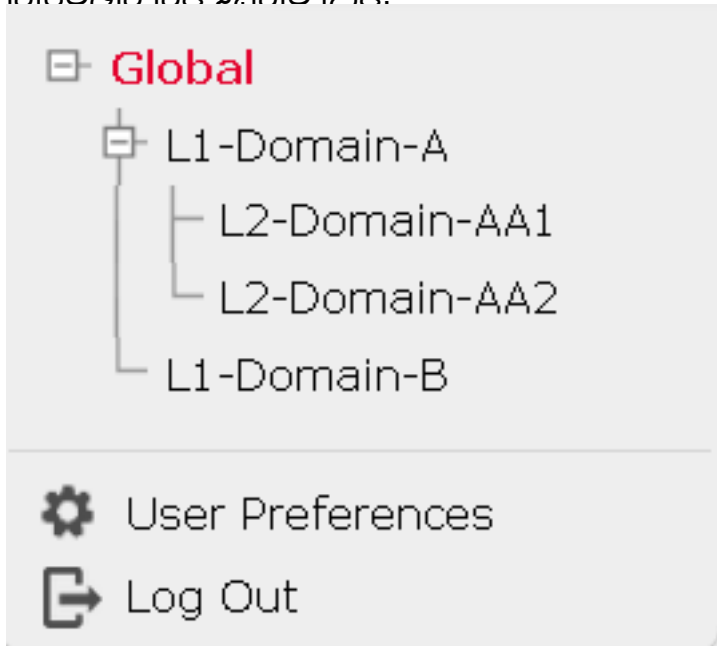 Global
L1-Domain-A
L2-Domain-AA1
L2-Domain-AA2
L1-Domain-B
User Preferences
Log Out